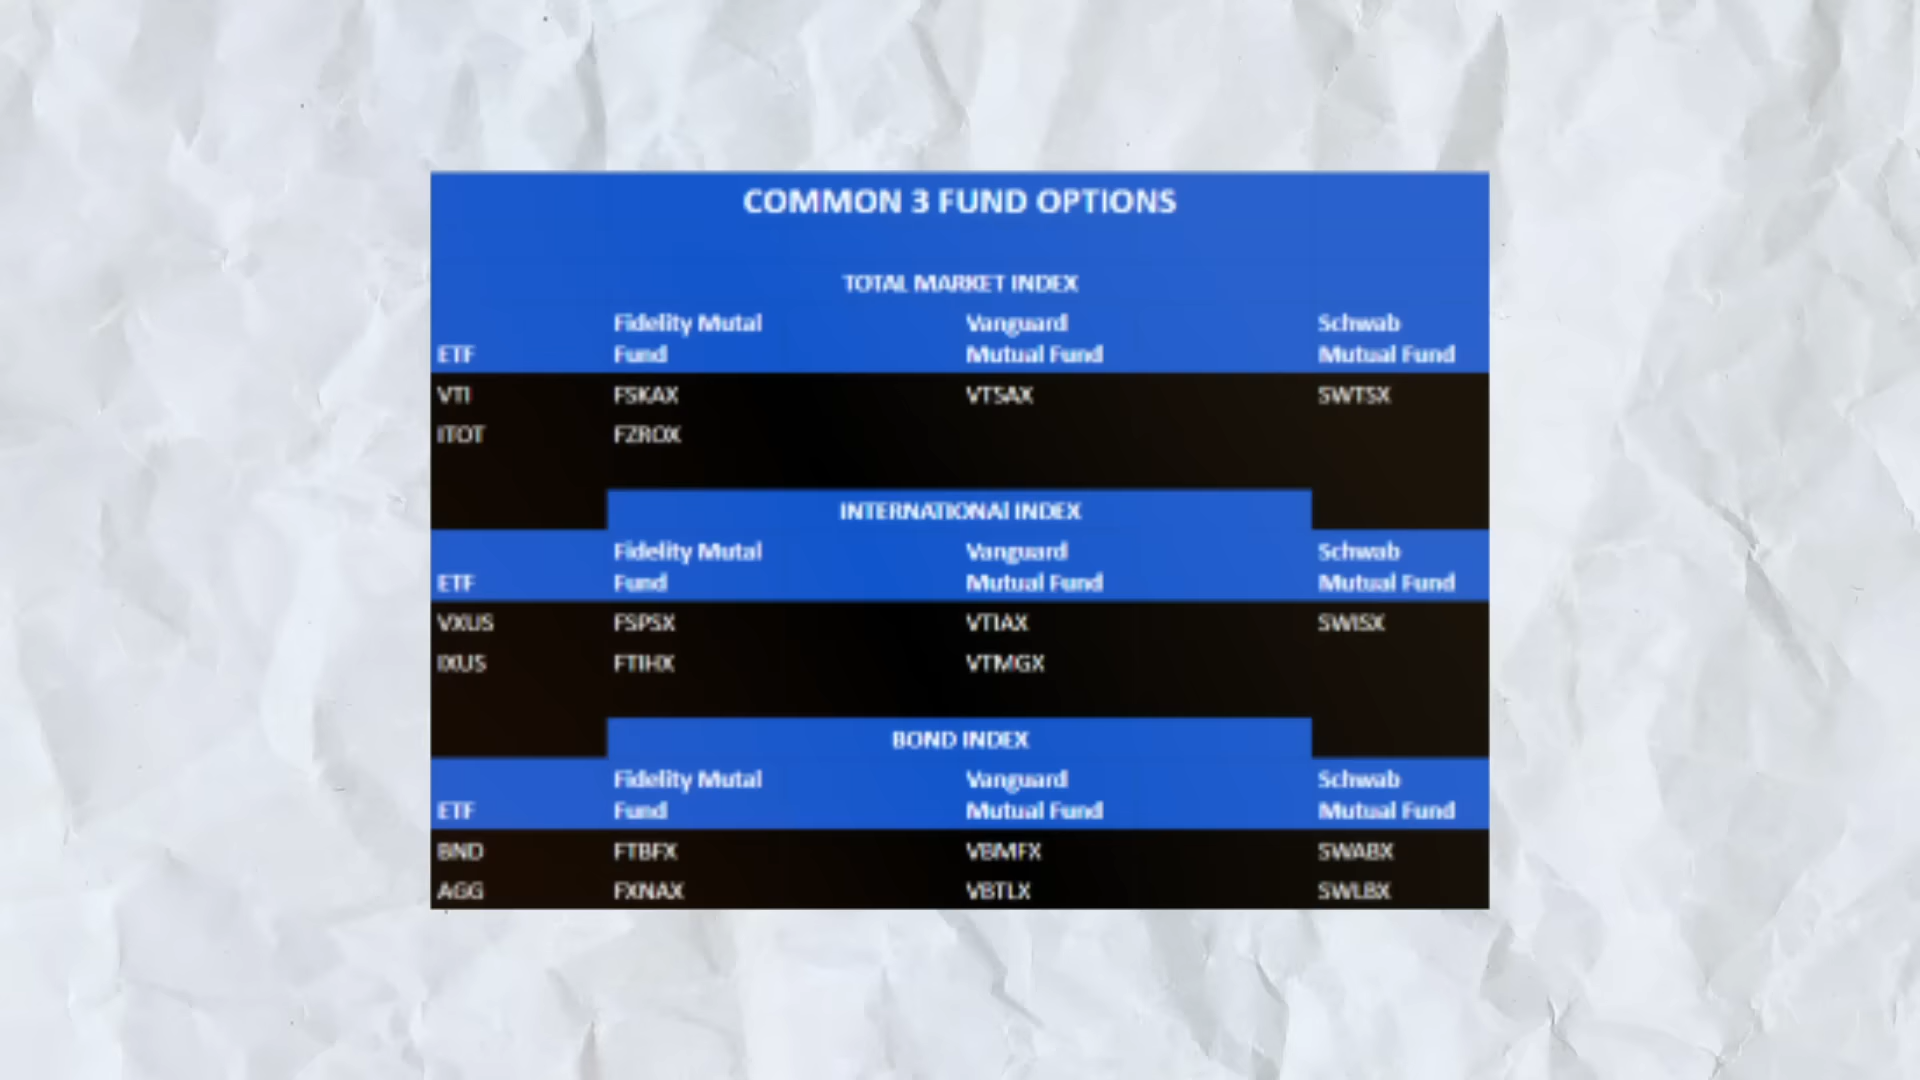 COMMON 3 FUND OPTIONS
TOTAL MARKET INDEX
ETF Fidelity Mutal Fund Vanguard Mutual Fund Schwab Mutual Fund
VTI FSKAX VTSAX SWTSX
ITOT FZROX
INTERNATIONAl INDEX
ETF Fidelity Mutal Fund Vanguard Mutual Fund Schwab Mutual Fund
VXUS FSPSX VTIAX SWISX
IXUS FTIHX VTMGX
BOND INDEX
ETF Fidelity Mutal Fund Vanguard Mutual Fund Schwab Mutual Fund
BND FTBFX VBMFX SWABX
AGG FXNAX VBTLX SWLBX